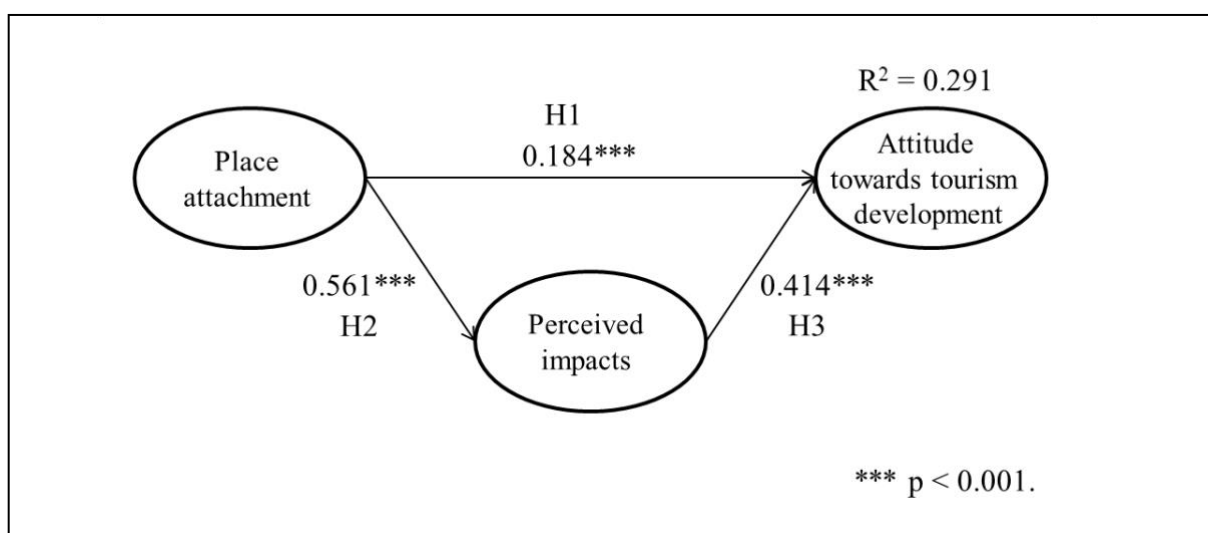 R² = 0.291
H1
0.184***
Place
attachment
Attitude
towards tourism
development
0.561***
H2
0.414***
H3
Perceived
impacts
*** p < 0.001.